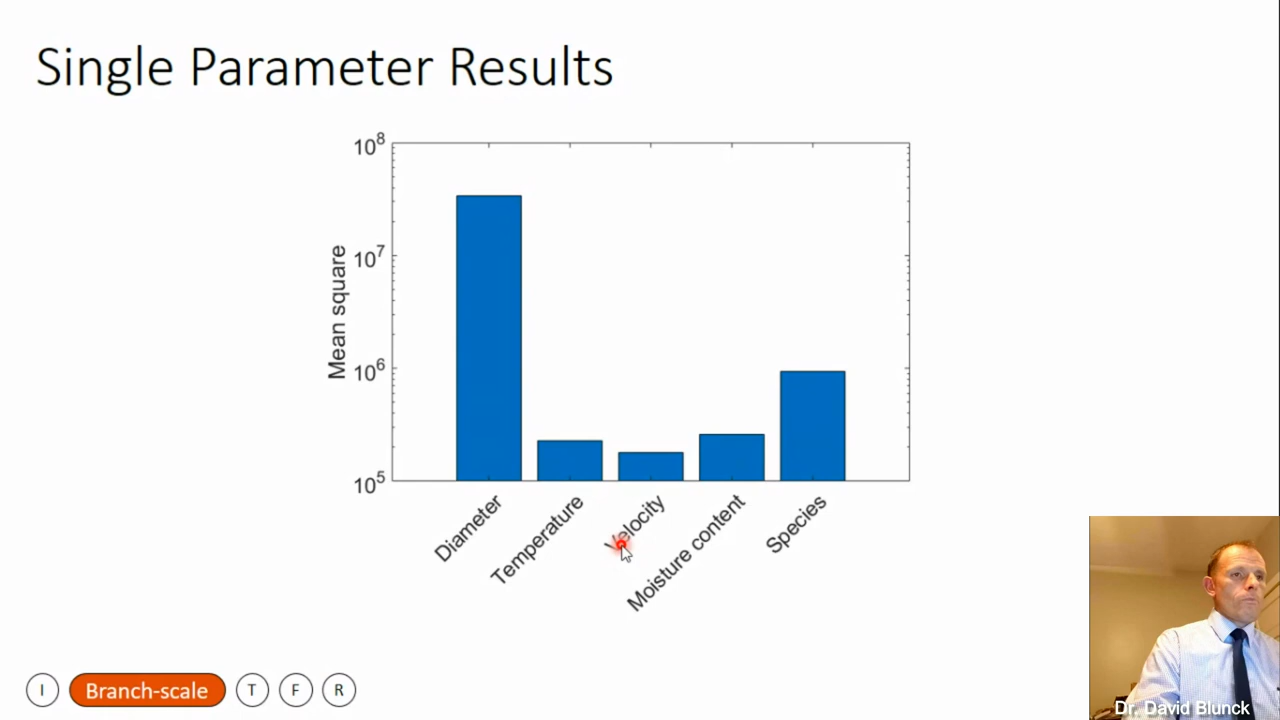 Single Parameter Results
10^8
10^7
10^6
10^5
Mean square
Diameter
Temperature
Velocity
Moisture content
Species
I Branch-scale T F R
Dr. David Blunck